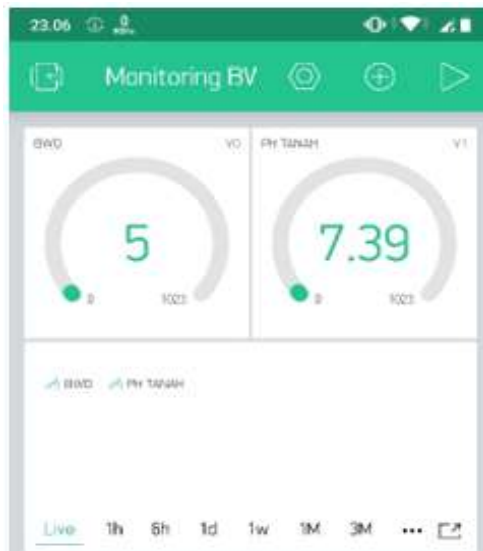 23.06
Monitoring BV
BWD V0
5
0 1023
PH TANAH V1
7.39
0 1023
BWD PH TANAH
Live 1h 6h 1d 1w 1M 3M ...